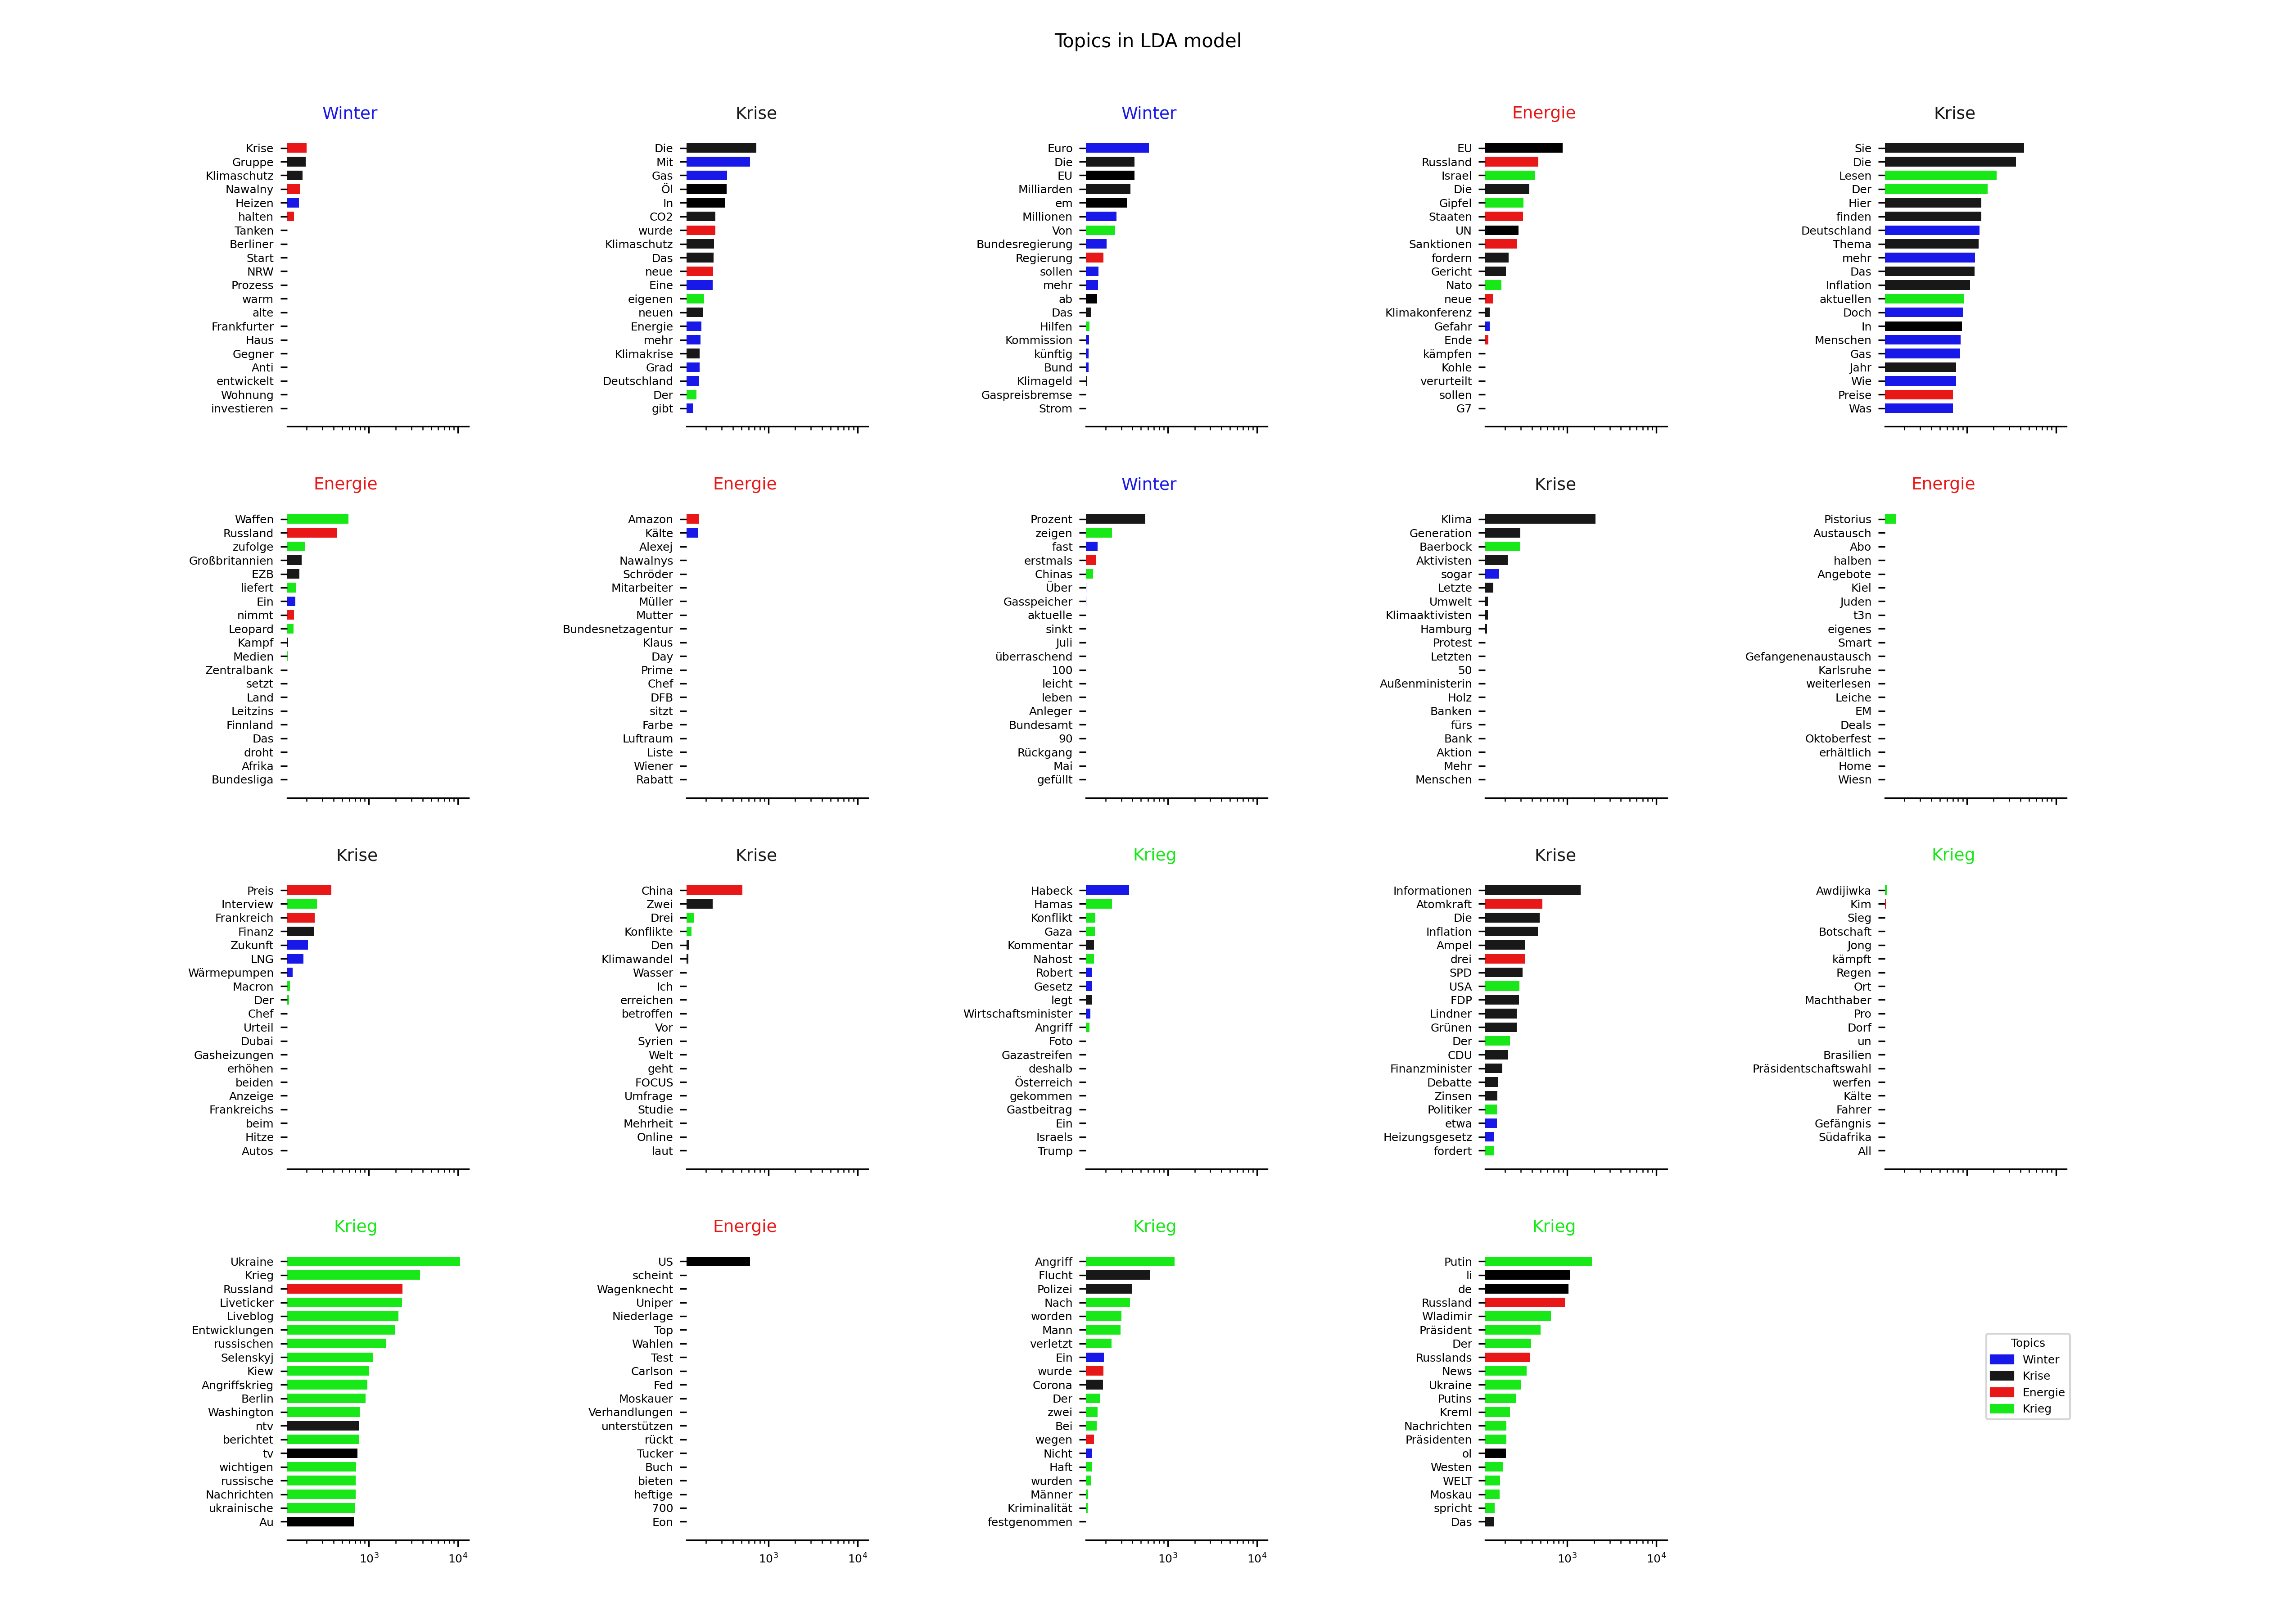 Topics in LDA model
Winter
Krise
Gruppe
Klimaschutz
Nawalny
Heizen
halten
Tanken
Berliner
Start
NRW
Prozess
warm
alte
Frankfurter
Haus
Gegner
Anti
entwickelt
Wohnung
investieren
Krise
Die
Mit
Gas
Öl
In
CO2
wurde
Klimaschutz
Das
neue
Eine
eigenen
neuen
Energie
mehr
Klimakrise
Grad
Deutschland
Der
gibt
Winter
Euro
Die
EU
Milliarden
em
Millionen
Von
Bundesregierung
Regierung
sollen
mehr
ab
Das
Hilfen
Kommission
künftig
Bund
Klimageld
Gaspreisbremse
Strom
Energie
EU
Russland
Israel
Die
Gipfel
Staaten
UN
Sanktionen
fordern
Gericht
Nato
neue
Klimakonferenz
Gefahr
Ende
kämpfen
Kohle
verurteilt
sollen
G7
Krise
Sie
Die
Lesen
Der
Hier
finden
Deutschland
Thema
mehr
Das
Inflation
aktuellen
Doch
In
Menschen
Gas
Jahr
Wie
Preise
Was
Energie
Waffen
Russland
zufolge
Großbritannien
EZB
liefert
Ein
nimmt
Leopard
Kampf
Medien
Zentralbank
setzt
Land
Leitzins
Finnland
Das
droht
Afrika
Bundesliga
Energie
Amazon
Kälte
Alexej
Nawalnys
Schröder
Mitarbeiter
Müller
Mutter
Bundesnetzagentur
Klaus
Day
Prime
Chef
DFB
sitzt
Farbe
Luftraum
Liste
Wiener
Rabatt
Winter
Prozent
zeigen
fast
erstmals
Chinas
Über
Gasspeicher
aktuelle
sinkt
Juli
überraschend
100
leicht
leben
Anleger
Bundesamt
90
Rückgang
Mai
gefüllt
Krise
Klima
Generation
Baerbock
Aktivisten
sogar
Letzte
Umwelt
Klimaaktivisten
Hamburg
Protest
Letzten
50
Außenministerin
Holz
Banken
fürs
Bank
Aktion
Mehr
Menschen
Energie
Pistorius
Austausch
Abo
halben
Angebote
Kiel
Juden
t3n
eigenes
Smart
Gefangenenaustausch
Karlsruhe
weiterlesen
Leiche
EM
Deals
Oktoberfest
erhältlich
Home
Wiesn
Krise
Preis
Interview
Frankreich
Finanz
Zukunft
LNG
Wärmepumpen
Macron
Der
Chef
Urteil
Dubai
Gasheizungen
erhöhen
beiden
Anzeige
Frankreichs
beim
Hitze
Autos
Krise
China
Zwei
Drei
Konflikte
Den
Klimawandel
Wasser
Ich
erreichen
betroffen
Vor
Syrien
Welt
geht
FOCUS
Umfrage
Studie
Mehrheit
Online
laut
Krieg
Habeck
Hamas
Konflikt
Gaza
Kommentar
Nahost
Robert
Gesetz
legt
Wirtschaftsminister
Angriff
Foto
Gazastreifen
deshalb
Österreich
gekommen
Gastbeitrag
Ein
Israels
Trump
Krise
Informationen
Atomkraft
Die
Inflation
Ampel
drei
SPD
USA
FDP
Lindner
Grünen
Der
CDU
Finanzminister
Debatte
Zinsen
Politiker
etwa
Heizungsgesetz
fordert
Krieg
Awdijiwka
Kim
Sieg
Botschaft
Jong
kämpft
Regen
Ort
Machthaber
Pro
Dorf
un
Brasilien
Präsidentschaftswahl
werfen
Kälte
Fahrer
Gefängnis
Südafrika
All
Krieg
Ukraine
Krieg
Russland
Liveticker
Liveblog
Entwicklungen
russischen
Selenskyj
Kiew
Angriffskrieg
Berlin
Washington
ntv
berichtet
tv
wichtigen
russische
Nachrichten
ukrainische
Au
10³ 10⁴
Energie
US
scheint
Wagenknecht
Uniper
Niederlage
Top
Wahlen
Test
Carlson
Fed
Moskauer
Verhandlungen
unterstützen
rückt
Tucker
Buch
bieten
heftige
700
Eon
10³ 10⁴
Krieg
Angriff
Flucht
Polizei
Nach
worden
Mann
verletzt
Ein
wurde
Corona
Der
zwei
Bei
wegen
Nicht
Haft
wurden
Männer
Kriminalität
festgenommen
10³ 10⁴
Krieg
Putin
li
de
Russland
Wladimir
Präsident
Der
Russlands
News
Ukraine
Putins
Kreml
Nachrichten
Präsidenten
ol
Westen
WELT
Moskau
spricht
Das
10³ 10⁴
Topics
Winter
Krise
Energie
Krieg